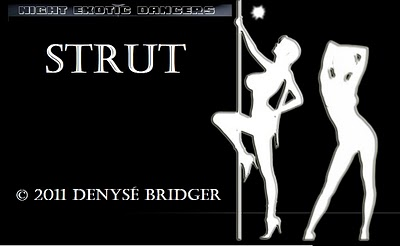 NIGHT EXOTIC DANCERS
STRUT
© 2011 DENYSÉ BRIDGER